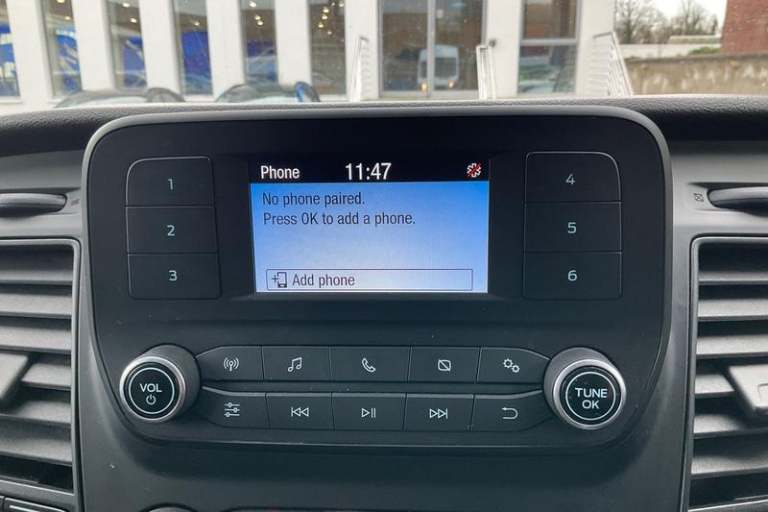 Phone 11:47
No phone paired.
Press OK to add a phone.
Add phone
1
2
3
4
5
6
VOL
TUNE
OK